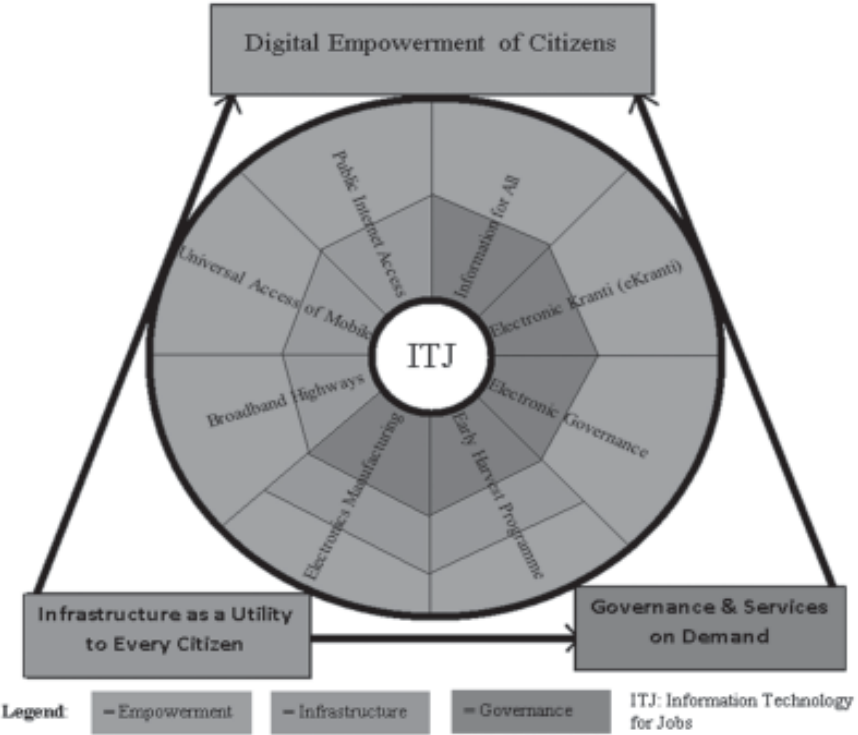 Digital Empowerment of Citizens
Public Internet Access
Information for All
Universal Access of Mobile
Electronic Kranti (eKranti)
ITJ
Broadband Highways
Electronic Governance
Electronics Manufacturing
Early Harvest Programme
Infrastructure as a Utility
to Every Citizen
Governance & Services
on Demand
Legend:
= Empowerment
= Infrastructure
= Governance
ITJ: Information Technology
for Jobs